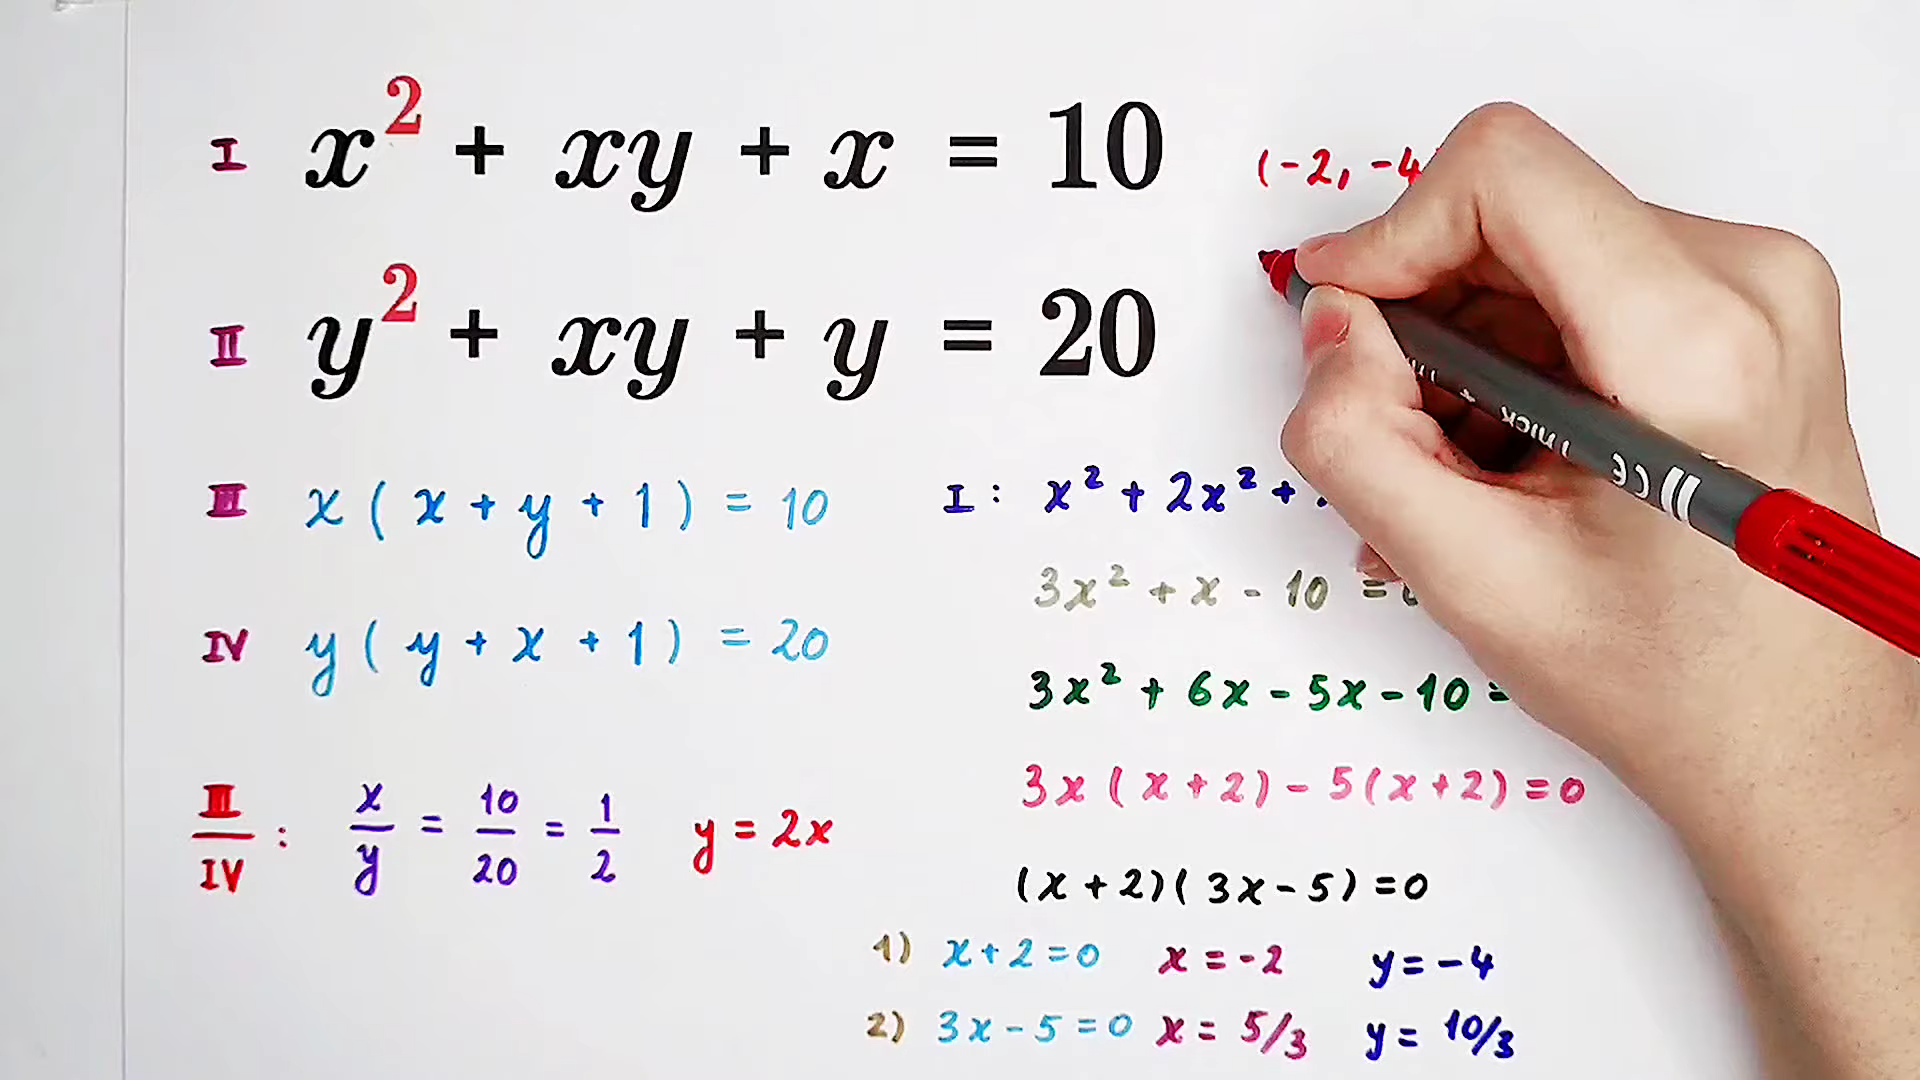 I x² + xy + x = 10
(-2, -4
II y² + xy + y = 20
III x ( x + y + 1 ) = 10
I : x² + 2x² +
3x² + x - 10 =
IV y ( y + x + 1 ) = 20
3x² + 6x - 5x - 10 =
3x ( x + 2 ) - 5 ( x + 2 ) = 0
III/IV : x/y = 10/20 = 1/2 y = 2x
( x + 2 ) ( 3x - 5 ) = 0
1) x + 2 = 0 x = -2 y = -4
2) 3x - 5 = 0 x = 5/3 y = 10/3
CE